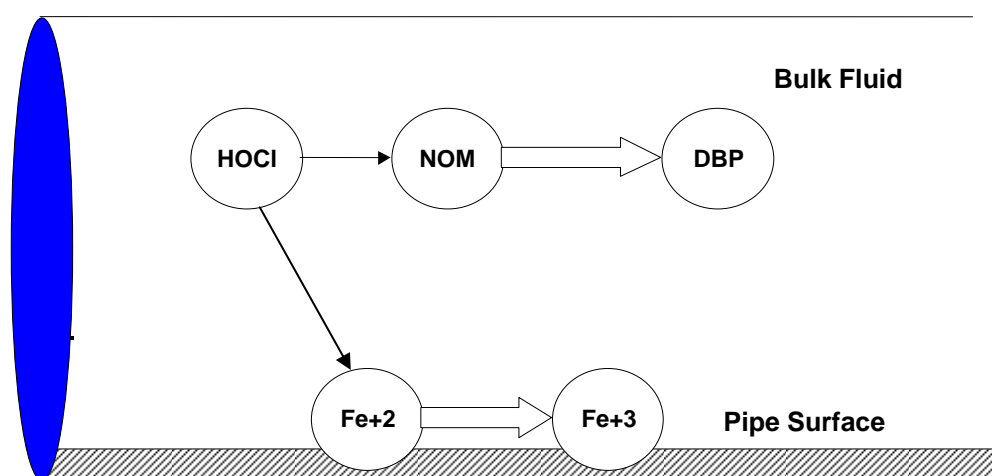 Bulk Fluid
HOCl
NOM
DBP
Fe+2
Fe+3
Pipe Surface